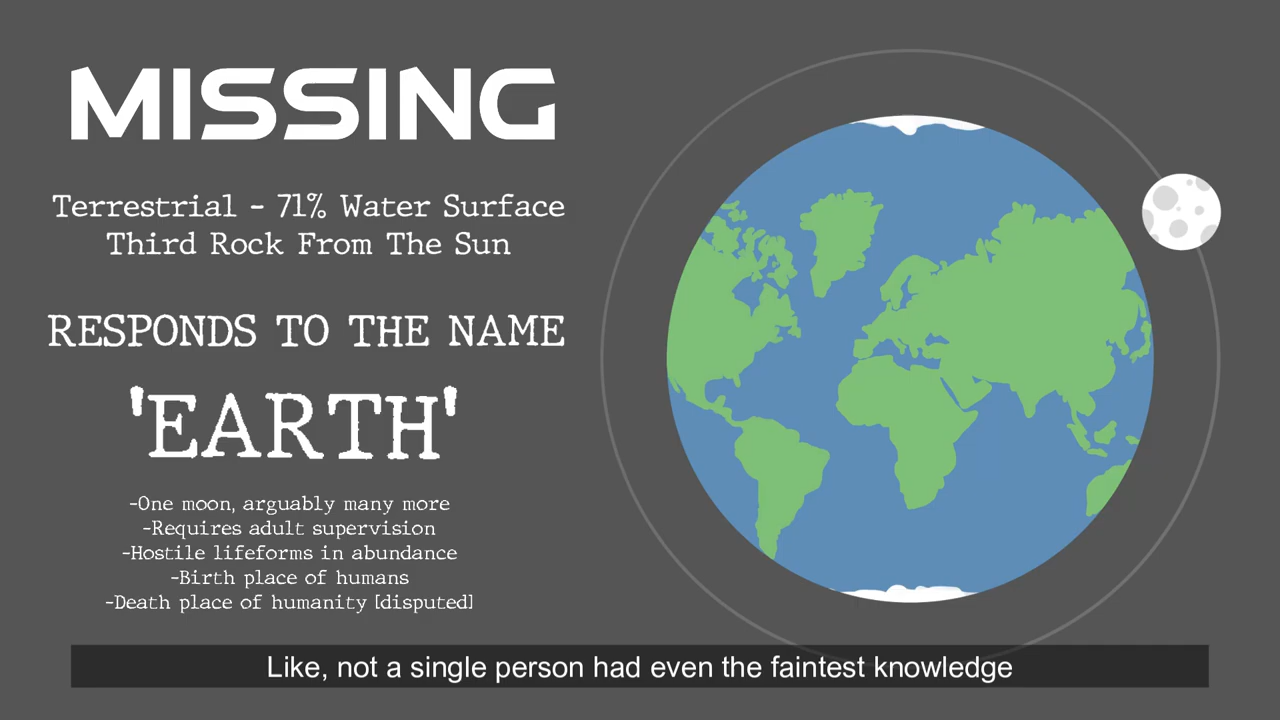 MISSING
Terrestrial - 71% Water Surface
Third Rock From The Sun
RESPONDS TO THE NAME
'EARTH'
-One moon, arguably many more
-Requires adult supervision
-Hostile lifeforms in abundance
-Birth place of humans
-Death place of humanity [disputed]
Like, not a single person had even the faintest knowledge